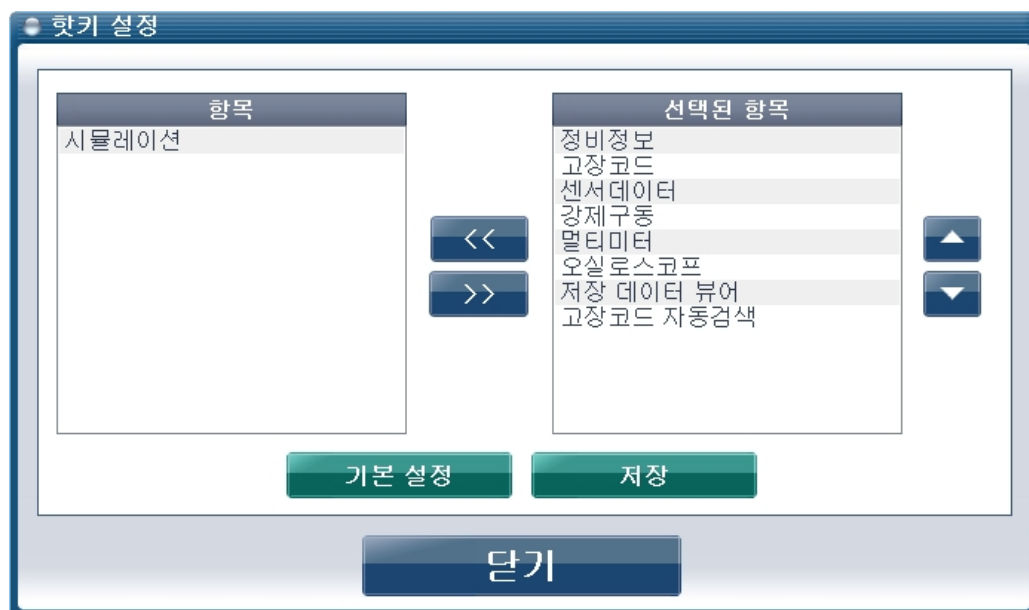 핫키 설정
항목
시뮬레이션
<<
>>
선택된 항목
정비정보
고장코드
센서데이터
강제구동
멀티미터
오실로스코프
저장 데이터 뷰어
고장코드 자동검색
기본 설정
저장
닫기